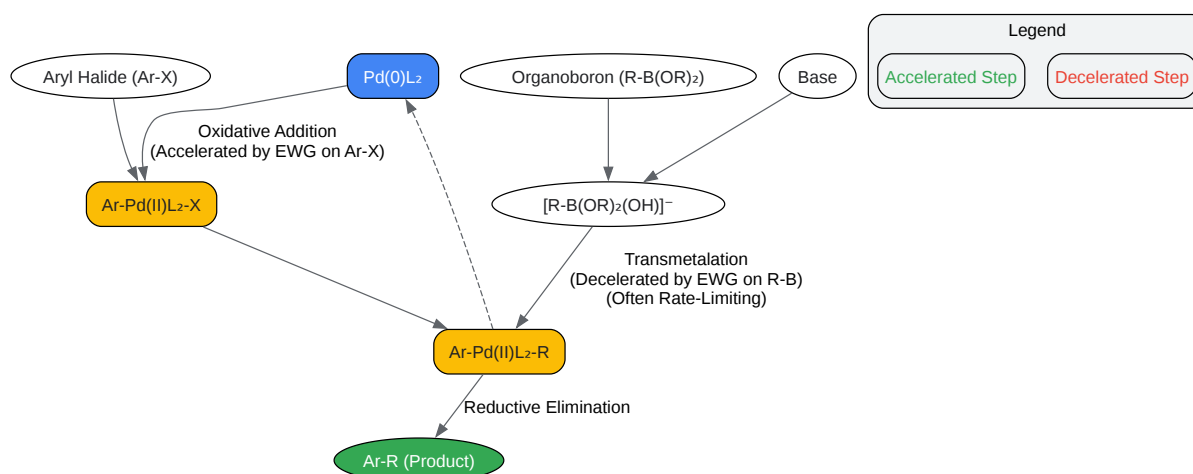 Legend
Accelerated Step
Decelerated Step
Aryl Halide (Ar-X)
Pd(0)L₂
Organoboron (R-B(OR)₂)
Base
Oxidative Addition
(Accelerated by EWG on Ar-X)
Ar-Pd(II)L₂-X
[R-B(OR)₂(OH)]⁻
Transmetalation
(Decelerated by EWG on R-B)
(Often Rate-Limiting)
Ar-Pd(II)L₂-R
Reductive Elimination
Ar-R (Product)